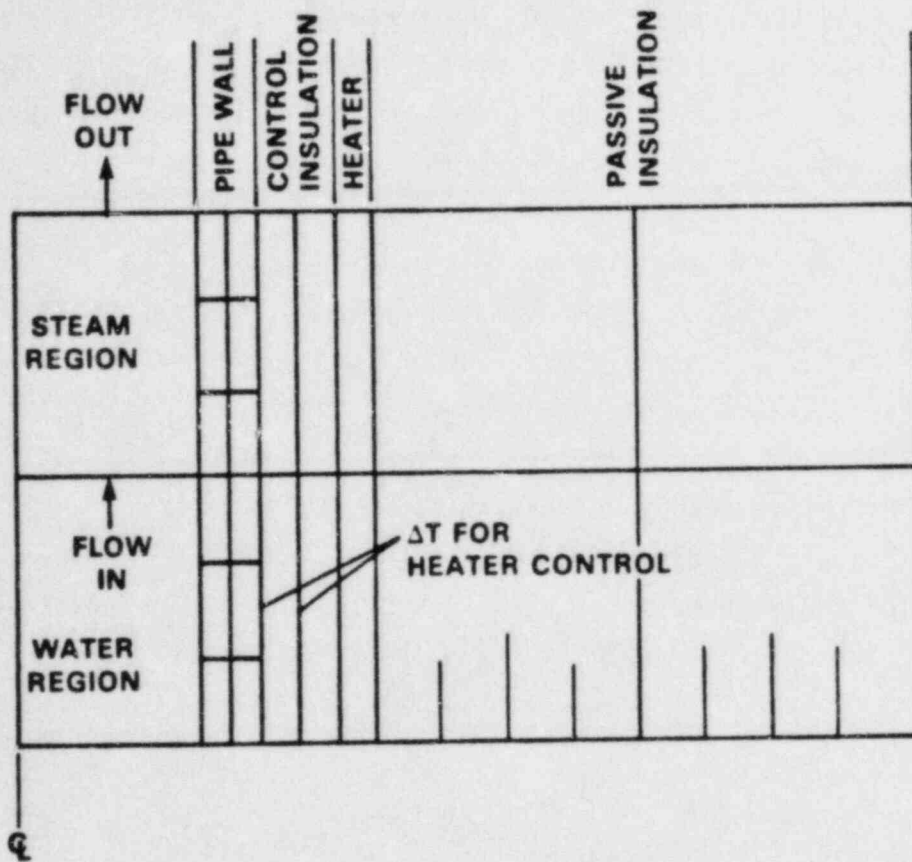 FLOW
OUT
PIPE WALL
CONTROL
INSULATION
HEATER
PASSIVE
INSULATION
STEAM
REGION
FLOW
IN
ΔT FOR
HEATER CONTROL
WATER
REGION
℄